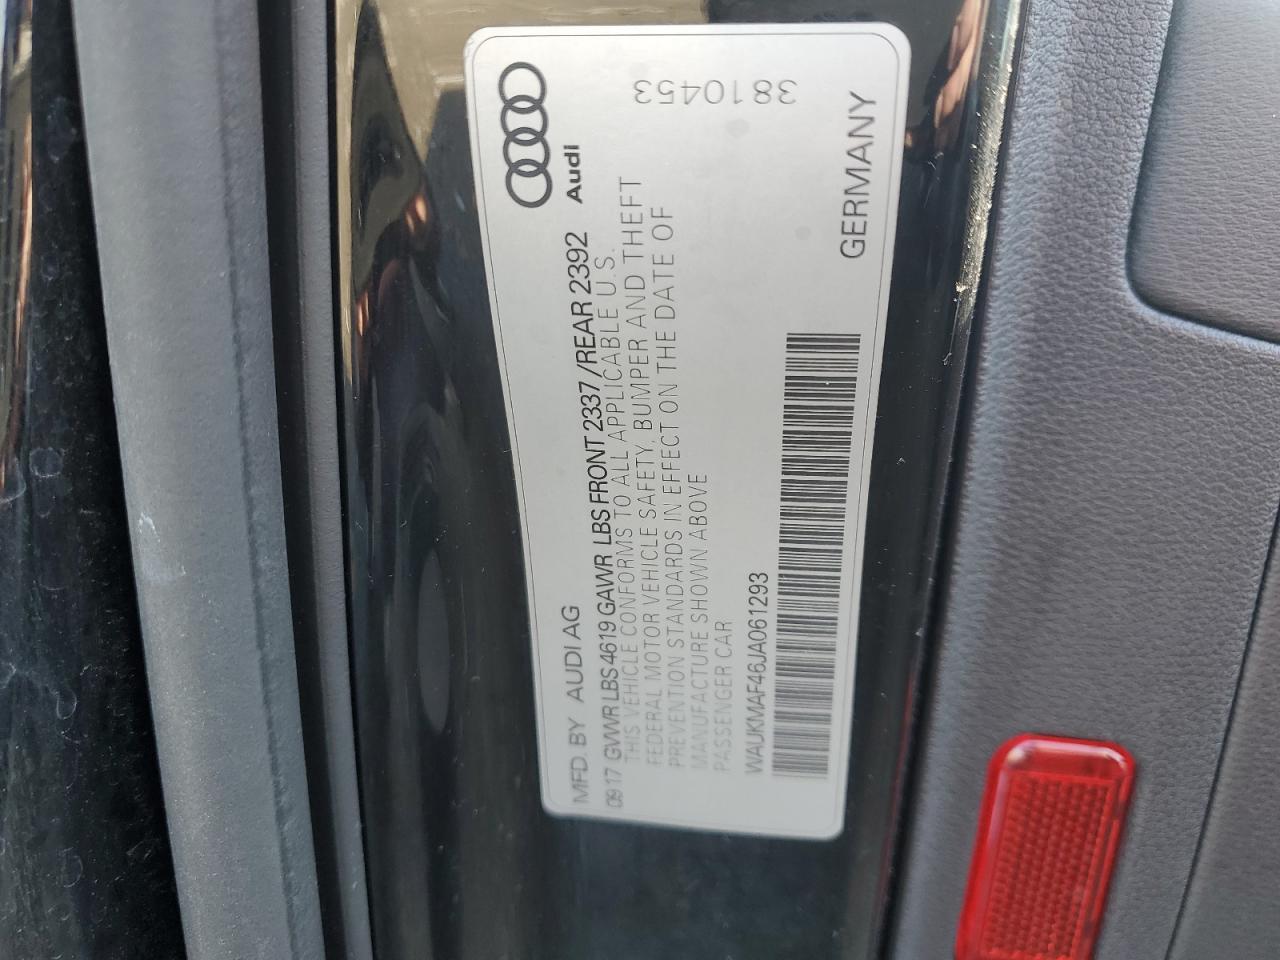 Audi
3810453
MFD. BY AUDI AG
09 17 GVWR LBS 4619 GAWR LBS FRONT 2337 /REAR 2392
THIS VEHICLE CONFORMS TO ALL APPLICABLE U.S.
FEDERAL MOTOR VEHICLE SAFETY, BUMPER AND THEFT
PREVENTION STANDARDS IN EFFECT ON THE DATE OF
MANUFACTURE SHOWN ABOVE
PASSENGER CAR
WAUKMAF46JA061293
GERMANY